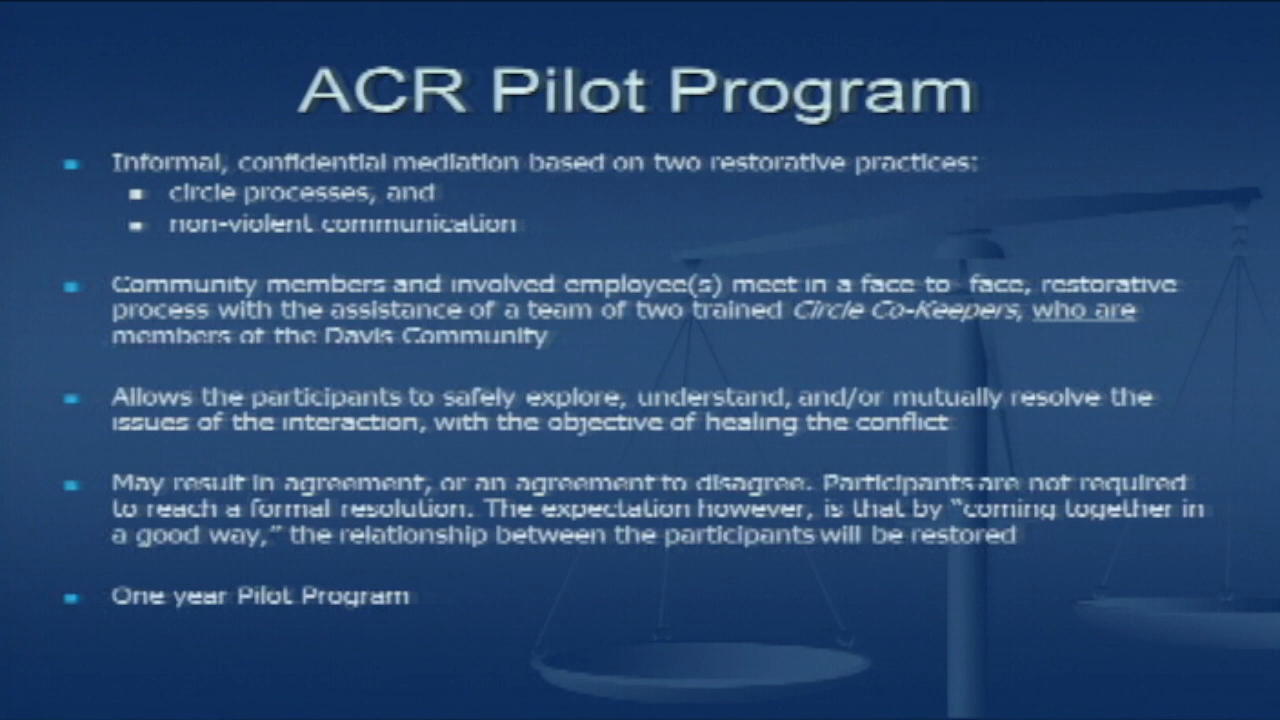 ACR Pilot Program
Informal, confidential mediation based on two restorative practices:
circle processes, and
non-violent communication
Community members and involved employee(s) meet in a face to face, restorative
process with the assistance of a team of two trained Circle Co-Keepers, who are
members of the Davis Community
Allows the participants to safely explore, understand, and/or mutually resolve the
issues of the interaction, with the objective of healing the conflict
May result in agreement, or an agreement to disagree. Participants are not required
to reach a formal resolution. The expectation however, is that by “coming together in
a good way,” the relationship between the participants will be restored
One year Pilot Program